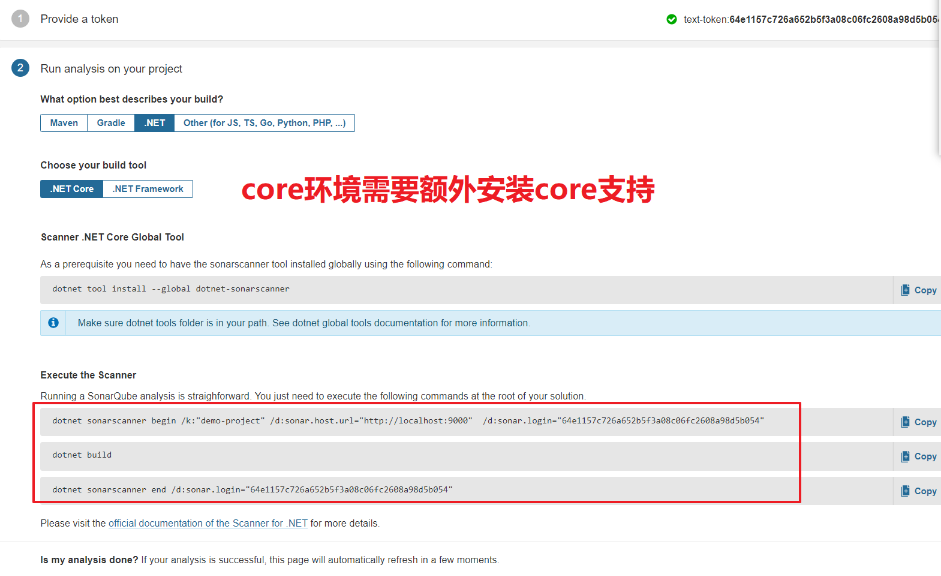 1 Provide a token
text-token:64e1157c726a652b5f3a08c06fc2608a98d5b05
2 Run analysis on your project
What option best describes your build?
Maven Gradle .NET Other (for JS, TS, Go, Python, PHP, ...)
Choose your build tool
.NET Core .NET Framework
core环境需要额外安装core支持
Scanner .NET Core Global Tool
As a prerequisite you need to have the sonarscanner tool installed globally using the following command:
dotnet tool install --global dotnet-sonarscanner
Copy
Make sure dotnet tools folder is in your path. See dotnet global tools documentation for more information.
Execute the Scanner
Running a SonarQube analysis is straighforward. You just need to execute the following commands at the root of your solution.
dotnet sonarscanner begin /k:"demo-project" /d:sonar.host.url="http://localhost:9000" /d:sonar.login="64e1157c726a652b5f3a08c06fc2608a98d5b054"
Copy
dotnet build
Copy
dotnet sonarscanner end /d:sonar.login="64e1157c726a652b5f3a08c06fc2608a98d5b054"
Copy
Please visit the official documentation of the Scanner for .NET for more details.
Is my analysis done? If your analysis is successful, this page will automatically refresh in a few moments.